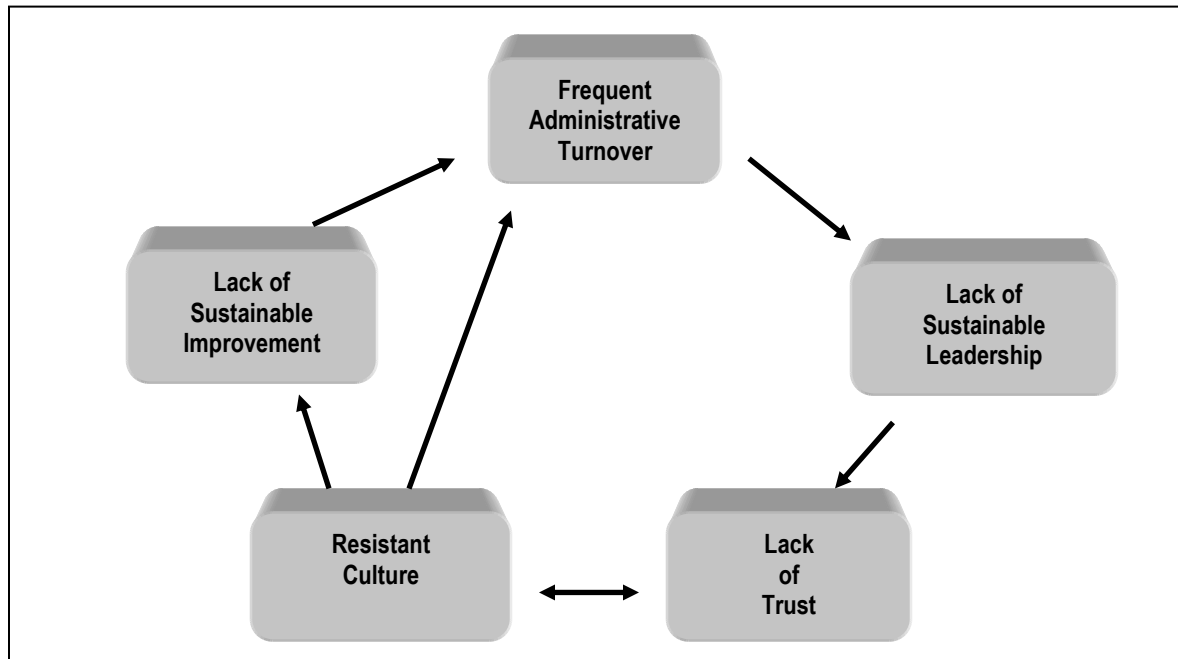 Frequent
Administrative
Turnover
Lack of
Sustainable
Improvement
Lack of
Sustainable
Leadership
Resistant
Culture
Lack
of
Trust